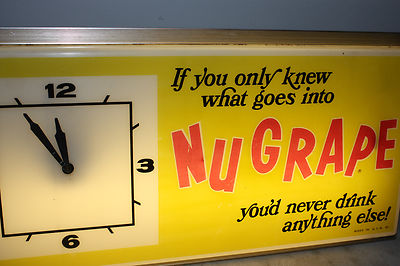 12
3
6
If you only knew
what goes into
NUGRAPE
you'd never drink
anything else!